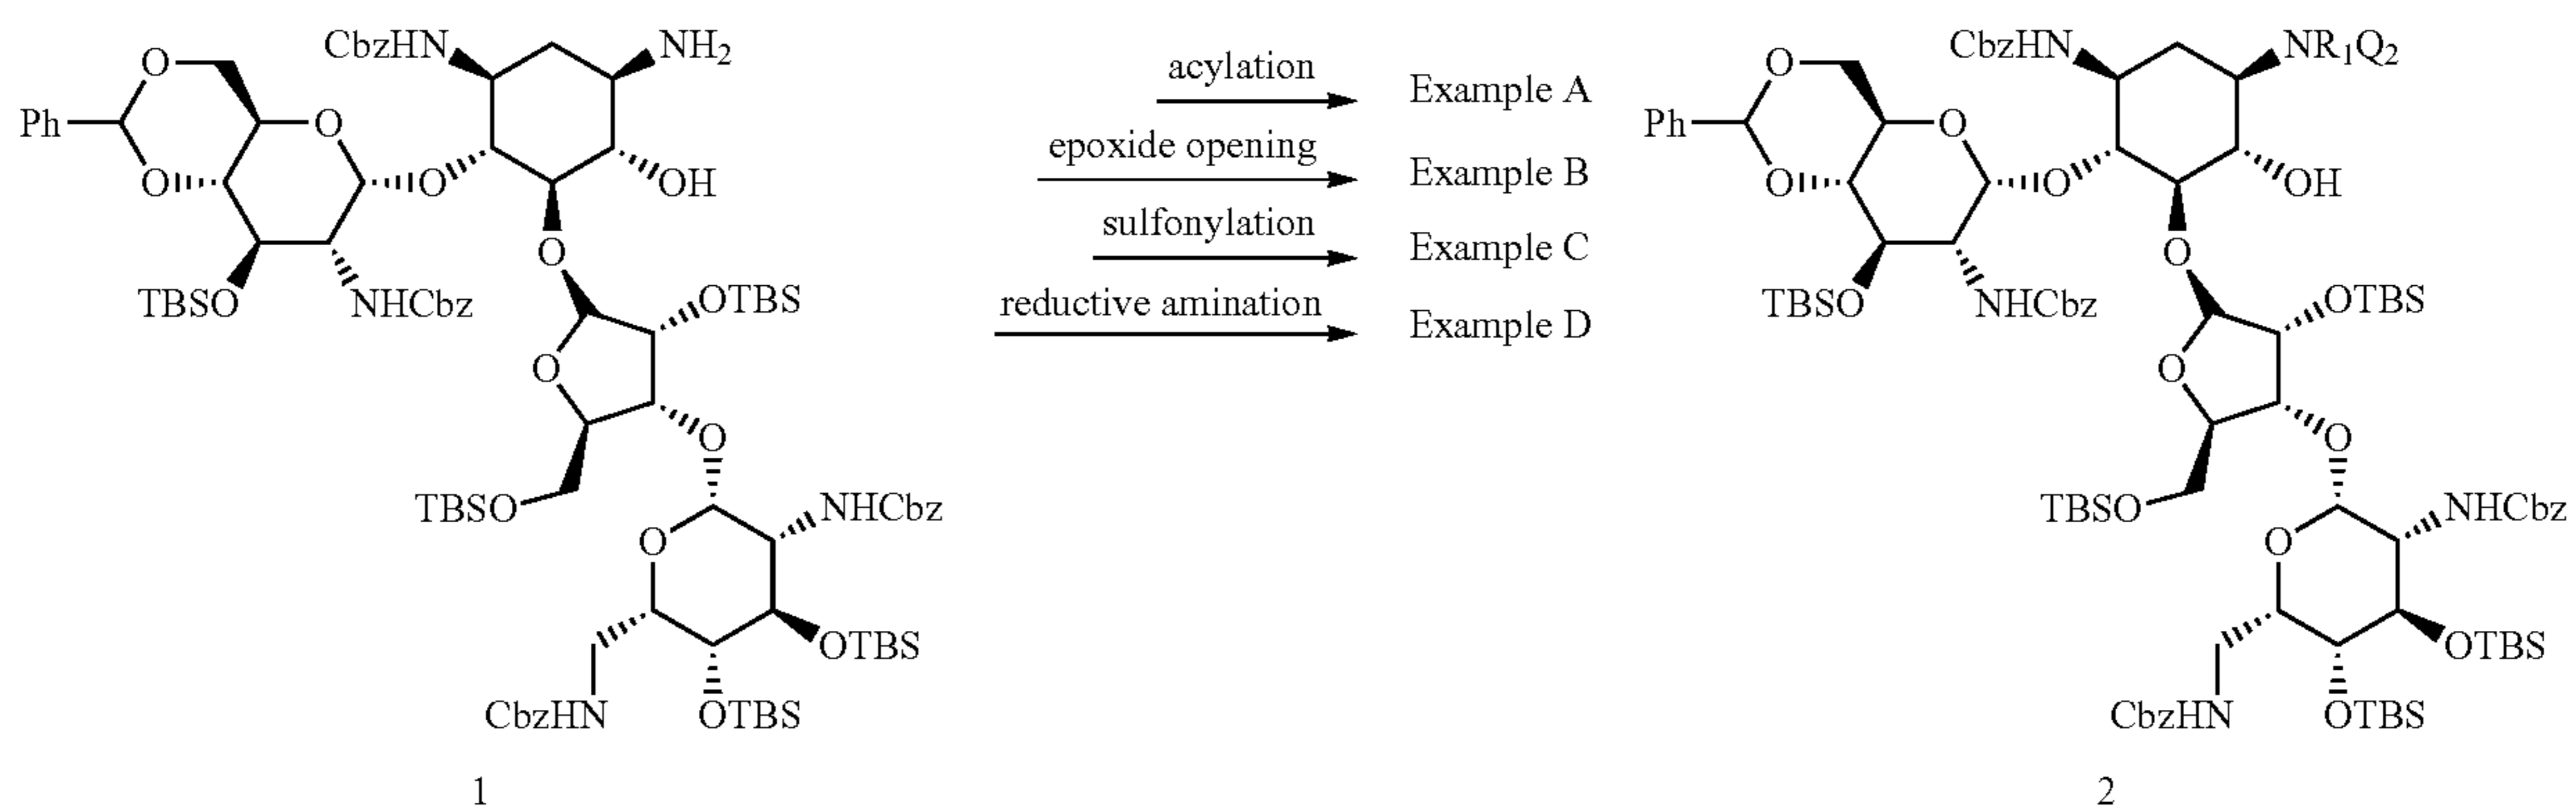 CbzHN
NH2
O
Ph
O
O
O
OH
TBSO
NHCbz
O
OTBS
O
O
TBSO
NHCbz
O
OTBS
CbzHN
OTBS
1
acylation
Example A
epoxide opening
Example B
sulfonylation
Example C
reductive amination
Example D
CbzHN
NR1Q2
O
Ph
O
O
O
OH
TBSO
NHCbz
O
OTBS
O
O
TBSO
NHCbz
O
OTBS
CbzHN
OTBS
2